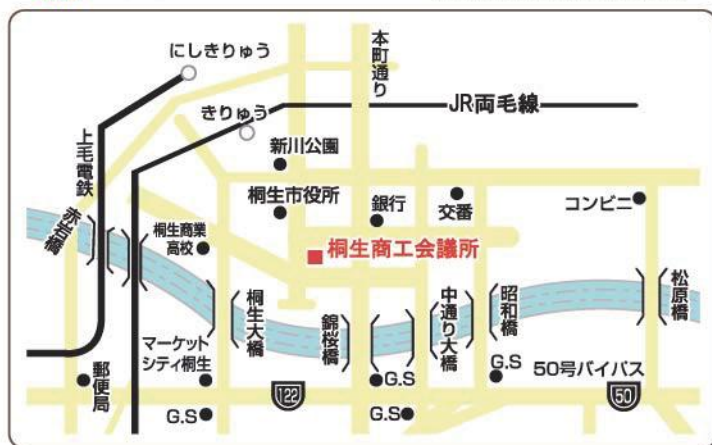 にしきりゅう
本町通り
きりゅう
JR両毛線
上毛電鉄
新川公園
桐生市役所
銀行
交番
コンビニ
赤岩橋
桐生商業
高校
桐生商工会議所
桐生大橋
錦桜橋
中通り大橋
昭和橋
松原橋
マーケット
シティ桐生
郵便局
122
G.S
G.S
G.S
G.S
50号バイパス
50